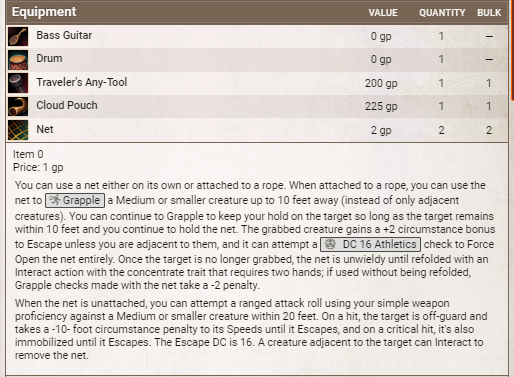 Equipment VALUE QUANTITY BULK
Bass Guitar 0 gp 1 –
Drum 0 gp 1 –
Traveler's Any-Tool 200 gp 1 1
Cloud Pouch 225 gp 1 1
Net 2 gp 2 2
Item 0
Price: 1 gp
You can use a net either on its own or attached to a rope. When attached to a rope, you can use the
net to Grapple a Medium or smaller creature up to 10 feet away (instead of only adjacent
creatures). You can continue to Grapple to keep your hold on the target so long as the target remains
within 10 feet and you continue to hold the net. The grabbed creature gains a +2 circumstance bonus
to Escape unless you are adjacent to them, and it can attempt a DC 16 Athletics check to Force
Open the net entirely. Once the target is no longer grabbed, the net is unwieldy until refolded with an
Interact action with the concentrate trait that requires two hands; if used without being refolded,
Grapple checks made with the net take a -2 penalty.
When the net is unattached, you can attempt a ranged attack roll using your simple weapon
proficiency against a Medium or smaller creature within 20 feet. On a hit, the target is off-guard and
takes a -10- foot circumstance penalty to its Speeds until it Escapes, and on a critical hit, it's also
immobilized until it Escapes. The Escape DC is 16. A creature adjacent to the target can Interact to
remove the net.